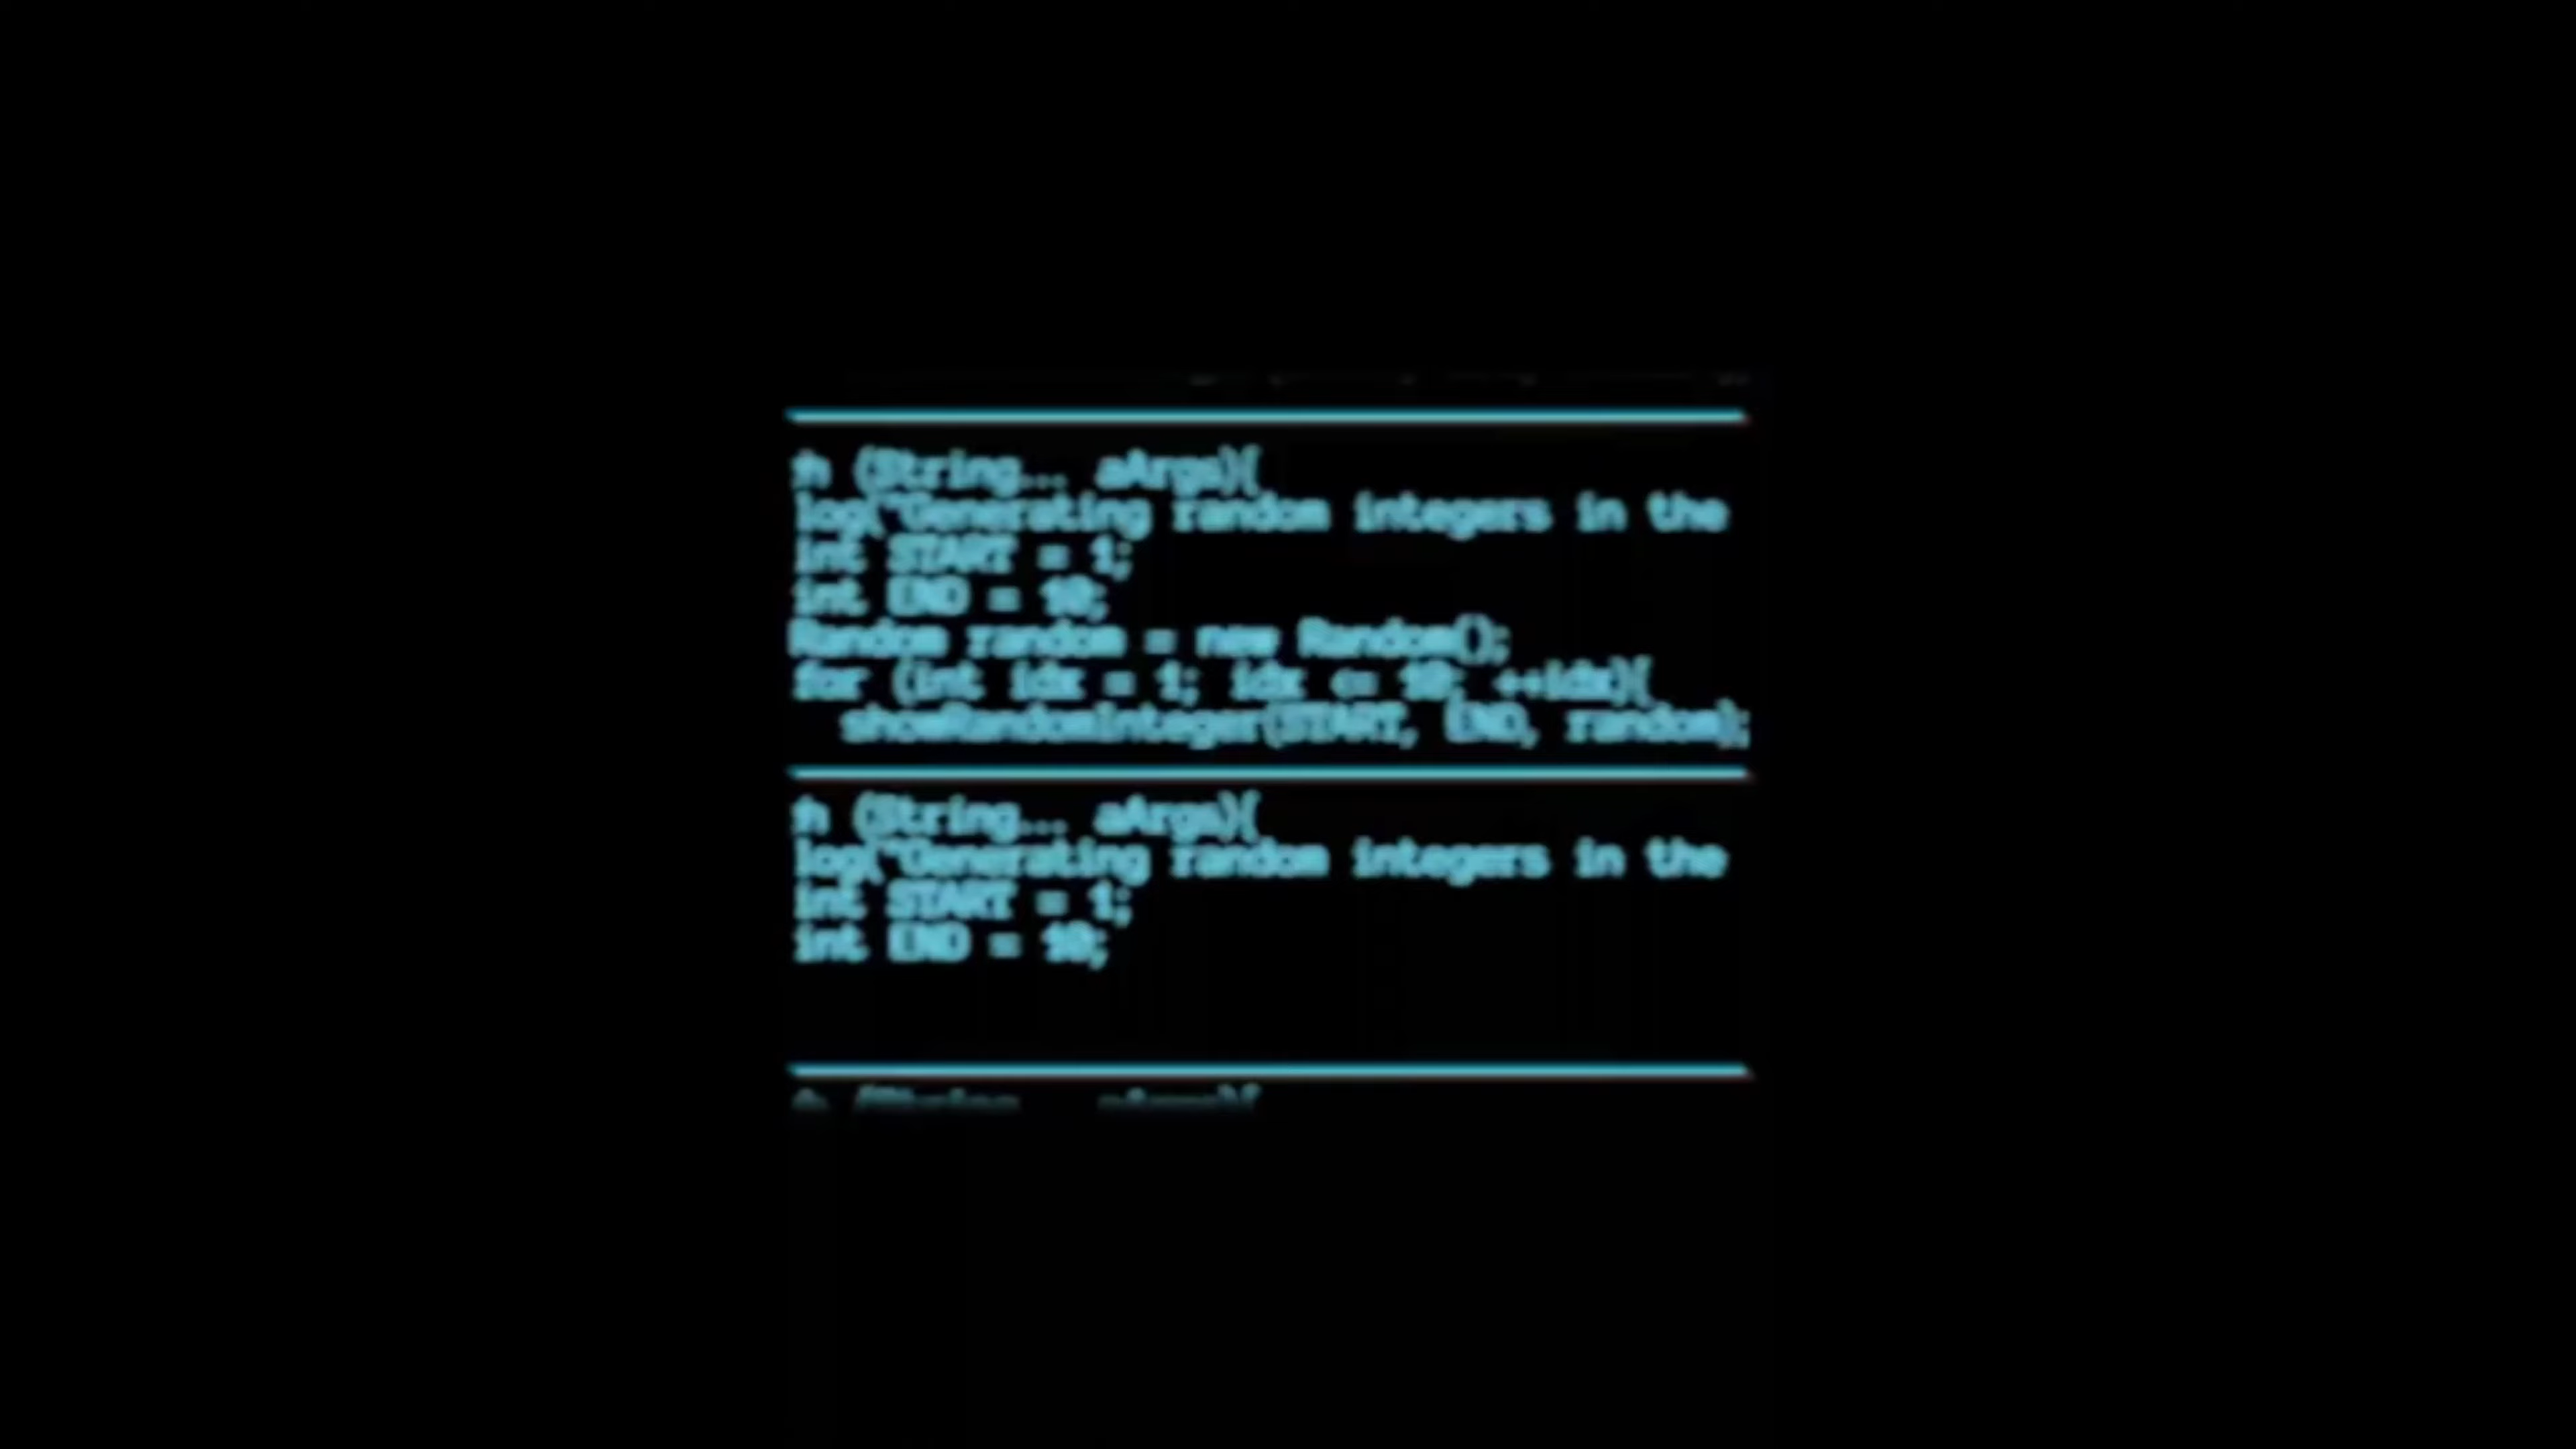 (String... aArgs){
log("Generating random integers in the
int START = 1;
int END = 10;
Random random = new Random();
for (int idx = 1; idx <= 10; ++idx){
showRandomInteger(START, END, random);
(String... aArgs){
log("Generating random integers in the
int START = 1;
int END = 10;